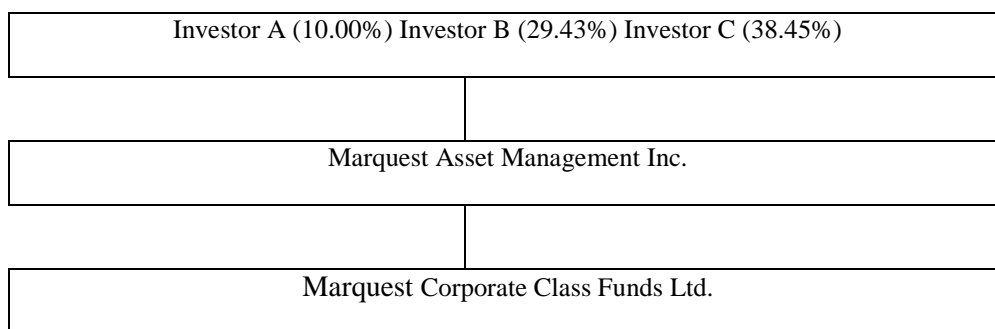 Investor A (10.00%) Investor B (29.43%) Investor C (38.45%)
Marquest Asset Management Inc.
Marquest Corporate Class Funds Ltd.